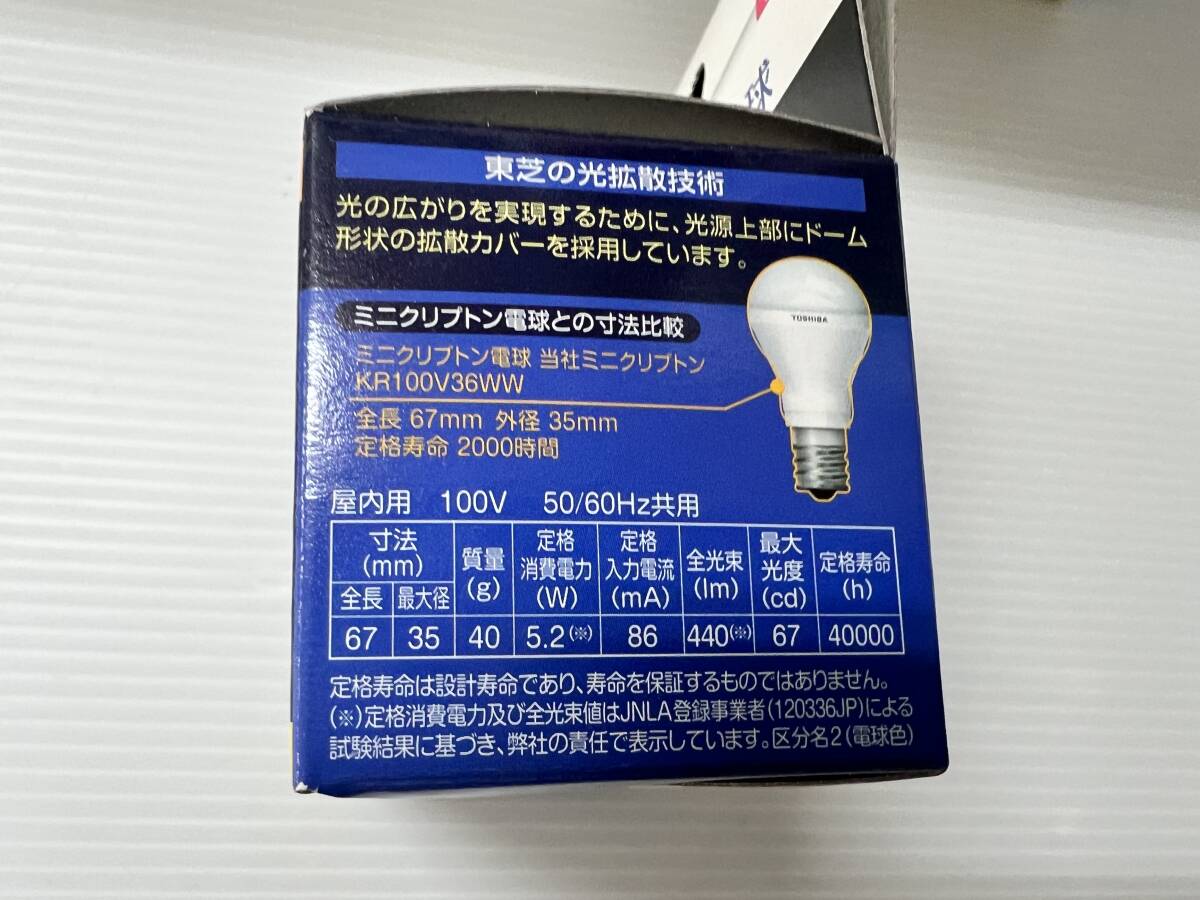 球
東芝の光拡散技術
光の広がりを実現するために、光源上部にドーム
形状の拡散カバーを採用しています。
TOSHIBA
ミニクリプトン電球との寸法比較
ミニクリプトン電球 当社ミニクリプトン
KR100V36WW
全長 67mm 外径 35mm
定格寿命 2000時間
屋内用 100V 50/60Hz共用
寸法(mm) 質量(g) 定格消費電力(W) 定格入力電流(mA) 全光束(lm) 最大光度(cd) 定格寿命(h)
全長 最大径
67 35 40 5.2(※) 86 440(※) 67 40000
定格寿命は設計寿命であり、寿命を保証するものではありません。
(※)定格消費電力及び全光束値はJNLA登録事業者(120336JP)による
試験結果に基づき、弊社の責任で表示しています。区分名2(電球色)